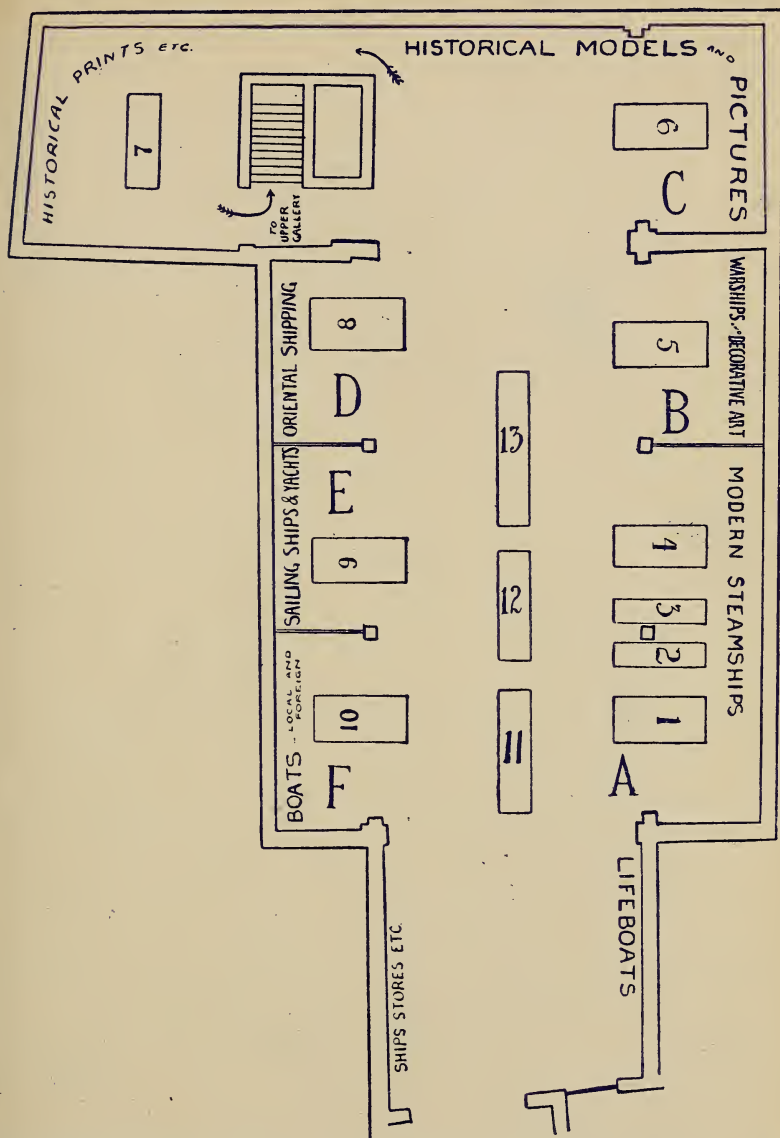 HISTORICAL PRINTS ETC.
HISTORICAL MODELS AND PICTURES
7
6
C
TO
UPPER
GALLERY
ORIENTAL SHIPPING
8
D
WARSHIPS AND DECORATIVE ART
5
B
13
SAILING SHIPS & YACHTS
E
9
MODERN STEAMSHIPS
4
3
2
1
A
12
11
BOATS - LOCAL AND
FOREIGN
10
F
SHIPS STORES ETC.
LIFEBOATS